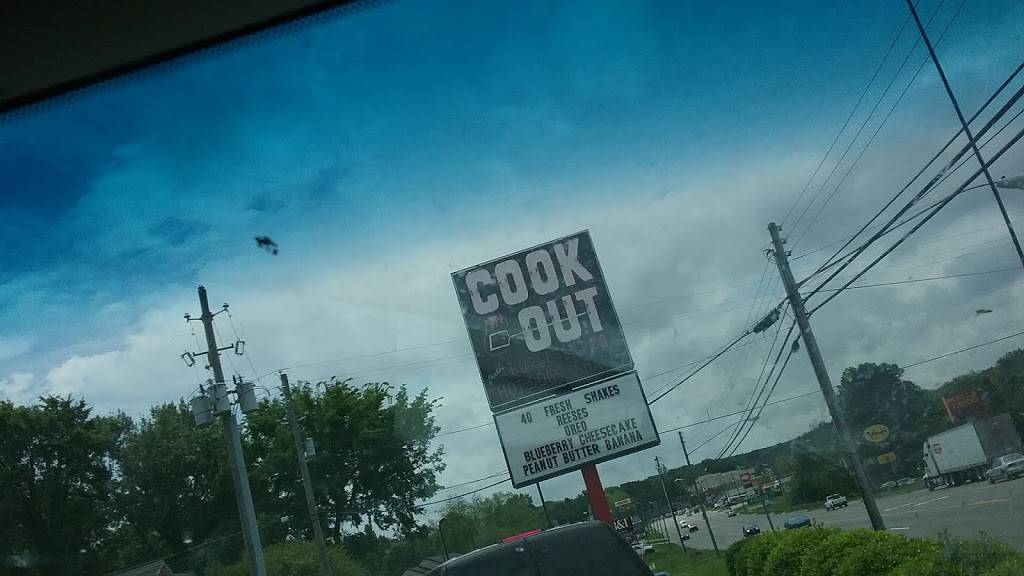 COOK
OUT
40 FRESH SHAKES
REESES
OREO
BLUEBERRY CHEESECAKE
PEANUT BUTTER BANANA